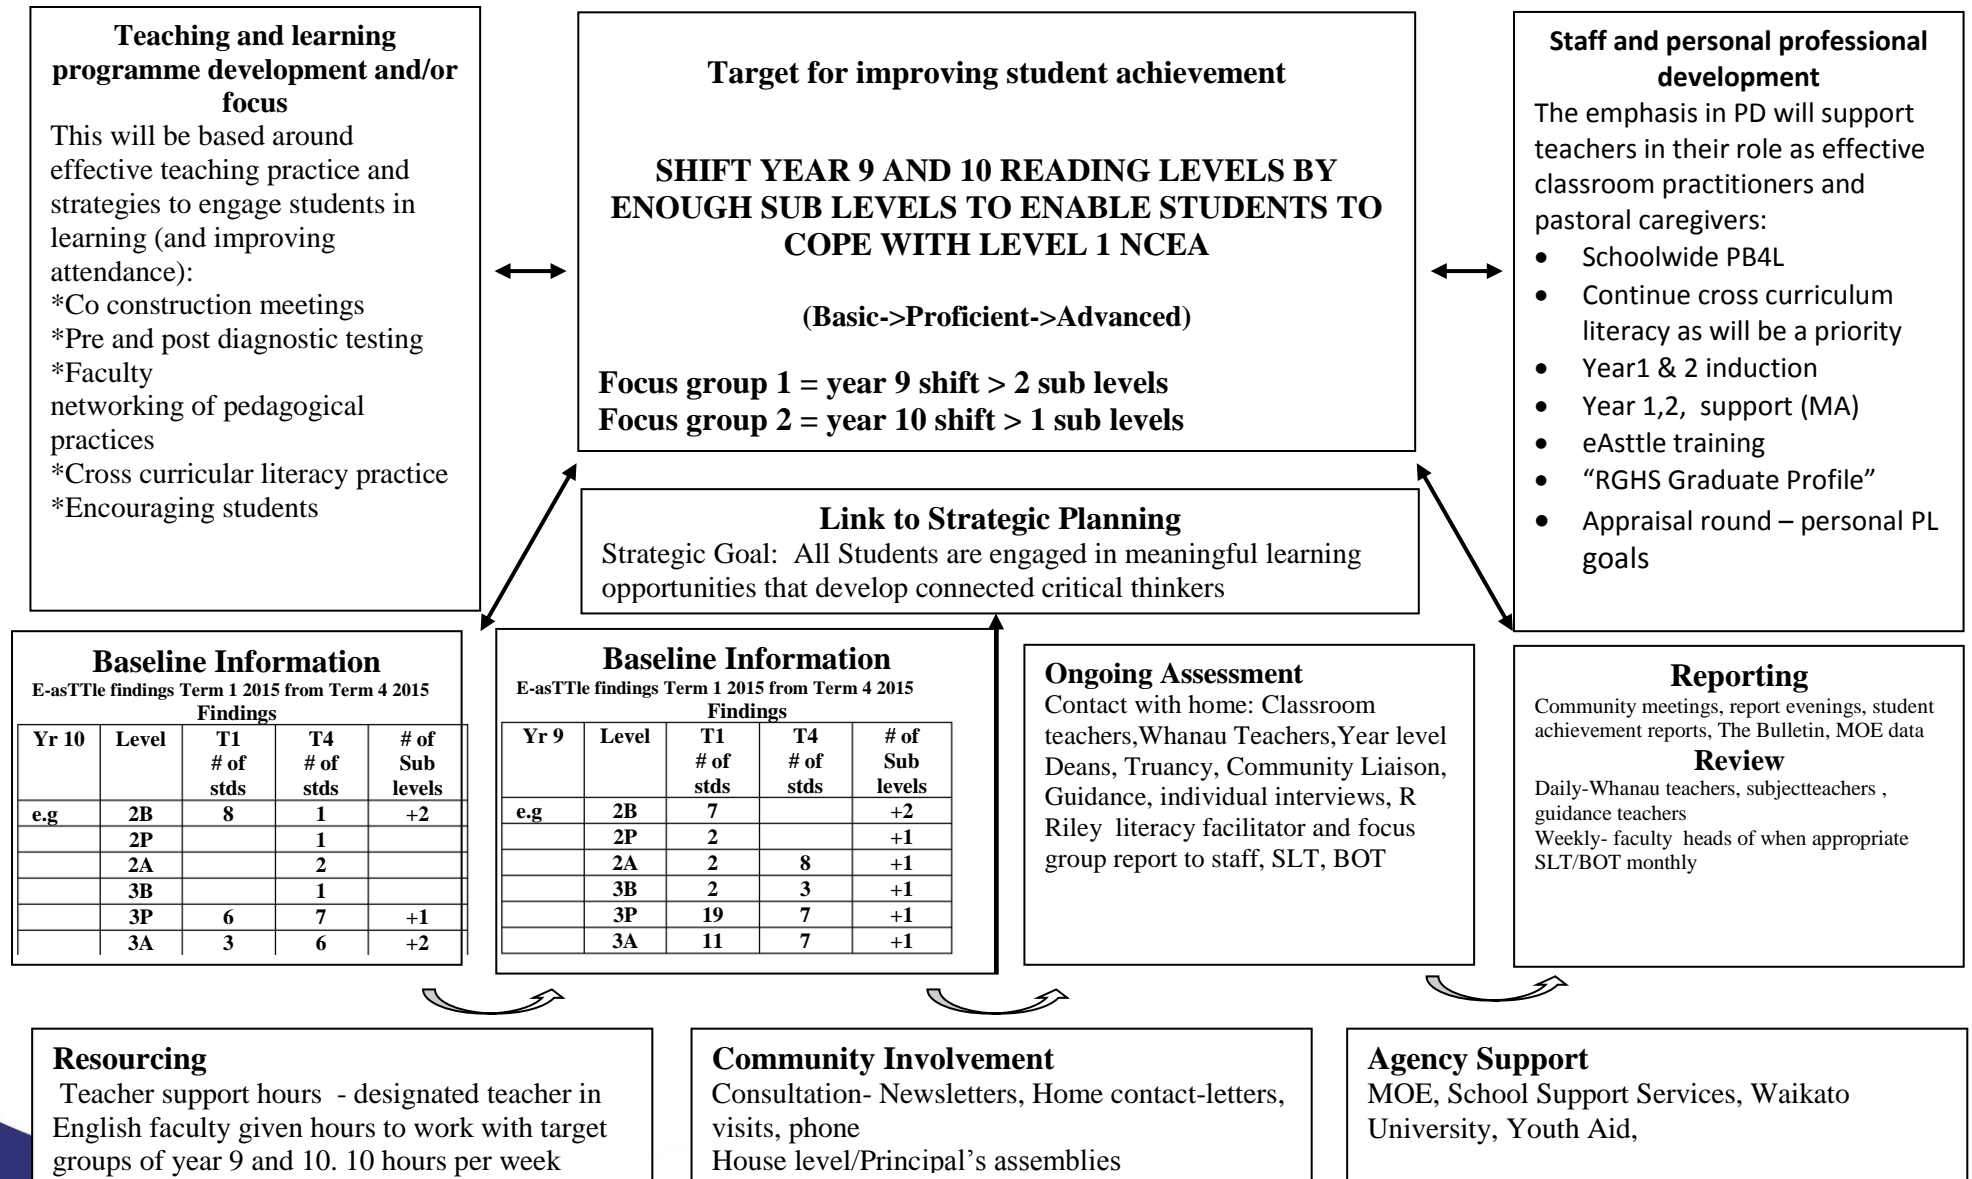 Teaching and learning
programme development and/or
focus
This will be based around
effective teaching practice and
strategies to engage students in
learning (and improving
attendance):
*Co construction meetings
*Pre and post diagnostic testing
*Faculty
networking of pedagogical
practices
*Cross curricular literacy practice
*Encouraging students
Target for improving student achievement
SHIFT YEAR 9 AND 10 READING LEVELS BY
ENOUGH SUB LEVELS TO ENABLE STUDENTS TO
COPE WITH LEVEL 1 NCEA
(Basic->Proficient->Advanced)
Focus group 1 = year 9 shift > 2 sub levels
Focus group 2 = year 10 shift > 1 sub levels
Staff and personal professional
development
The emphasis in PD will support
teachers in their role as effective
classroom practitioners and
pastoral caregivers:
• Schoolwide PB4L
• Continue cross curriculum
literacy as will be a priority
• Year1 & 2 induction
• Year 1,2, support (MA)
• eAsttle training
• “RGHS Graduate Profile”
• Appraisal round – personal PL
goals
Link to Strategic Planning
Strategic Goal: All Students are engaged in meaningful learning
opportunities that develop connected critical thinkers
Baseline Information
E-asTTle findings Term 1 2015 from Term 4 2015
Findings
Yr 10 Level T1 T4 # of
# of # of Sub
stds stds levels
e.g 2B 8 1 +2
2P 1
2A 2
3B 1
3P 6 7 +1
3A 3 6 +2
Baseline Information
E-asTTle findings Term 1 2015 from Term 4 2015
Findings
Yr 9 Level T1 T4 # of
# of # of Sub
stds stds levels
e.g 2B 7 +2
2P 2 +1
2A 2 8 +1
3B 2 3 +1
3P 19 7 +1
3A 11 7 +1
Ongoing Assessment
Contact with home: Classroom
teachers,Whanau Teachers,Year level
Deans, Truancy, Community Liaison,
Guidance, individual interviews, R
Riley literacy facilitator and focus
group report to staff, SLT, BOT
Reporting
Community meetings, report evenings, student
achievement reports, The Bulletin, MOE data
Review
Daily-Whanau teachers, subjectteachers ,
guidance teachers
Weekly- faculty heads of when appropriate
SLT/BOT monthly
Resourcing
Teacher support hours - designated teacher in
English faculty given hours to work with target
groups of year 9 and 10. 10 hours per week
Community Involvement
Consultation- Newsletters, Home contact-letters,
visits, phone
House level/Principal’s assemblies
Agency Support
MOE, School Support Services, Waikato
University, Youth Aid,